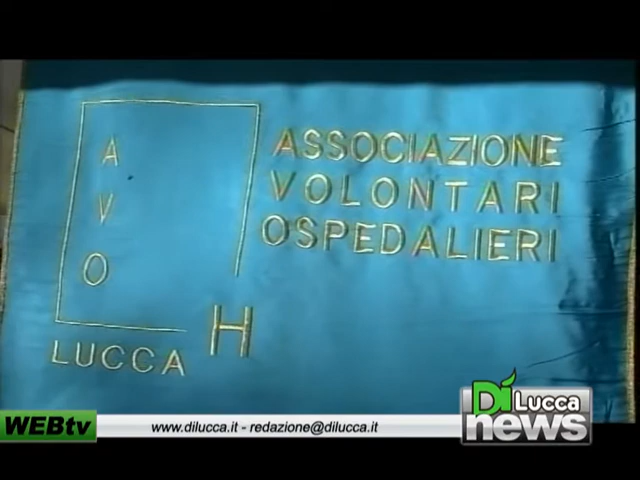 A
V
O
H
LUCCA
ASSOCIAZIONE
VOLONTARI
OSPEDALIERI
WEBtv
www.dilucca.it - redazione@dilucca.it
Di LUCCA
news